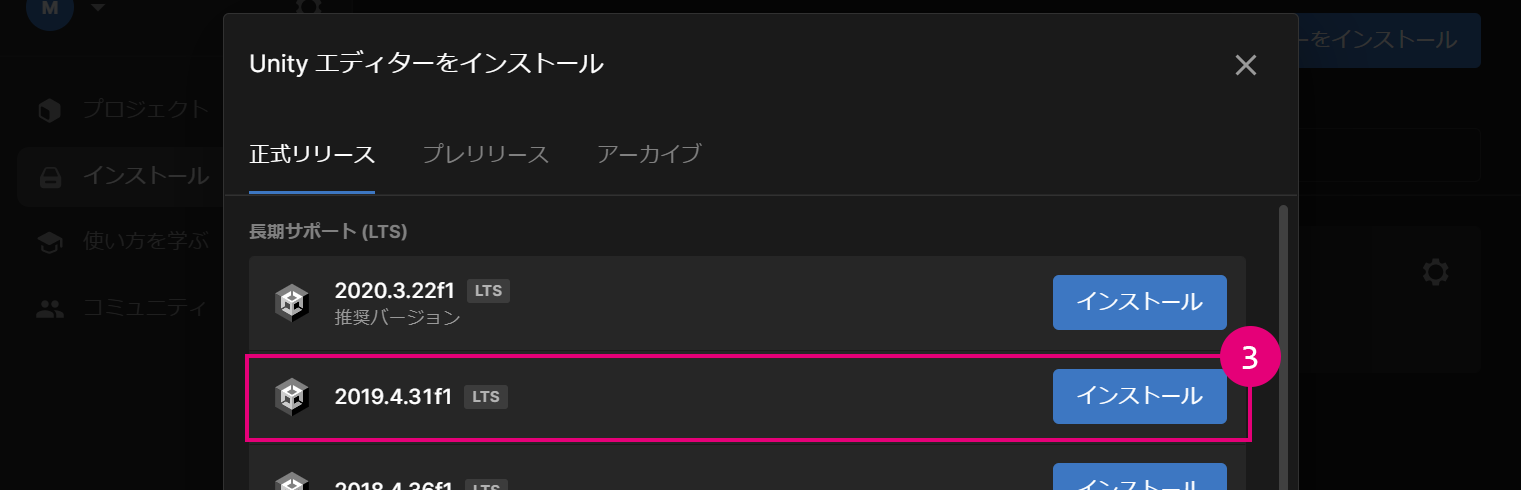 M
ーをインストール
Unity エディターをインストール
プロジェクト
インストール
使い方を学ぶ
コミュニティ
正式リリース プレリリース アーカイブ
長期サポート (LTS)
2020.3.22f1 LTS
推奨バージョン
インストール
3
2019.4.31f1 LTS
インストール
2018.4.36f1 LTS
インストール